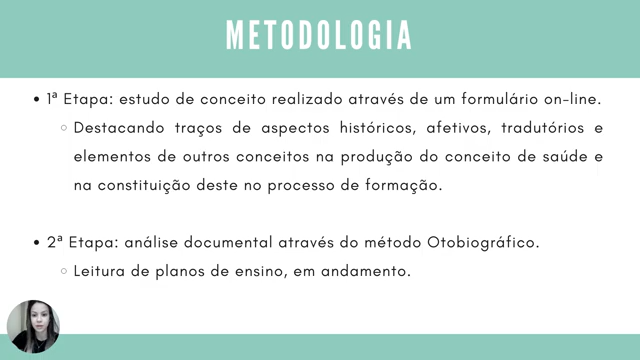 METODOLOGIA
• 1ª Etapa: estudo de conceito realizado através de um formulário on-line.
○ Destacando traços de aspectos históricos, afetivos, tradutórios e
elementos de outros conceitos na produção do conceito de saúde e
na constituição deste no processo de formação.
• 2ª Etapa: análise documental através do método Otobiográfico.
○ Leitura de planos de ensino, em andamento.